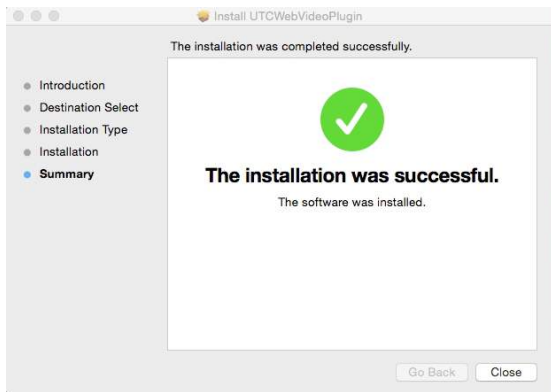 Install UTCWebVideoPlugin
The installation was completed successfully.
Introduction
Destination Select
Installation Type
Installation
Summary
The installation was successful.
The software was installed.
Go Back
Close